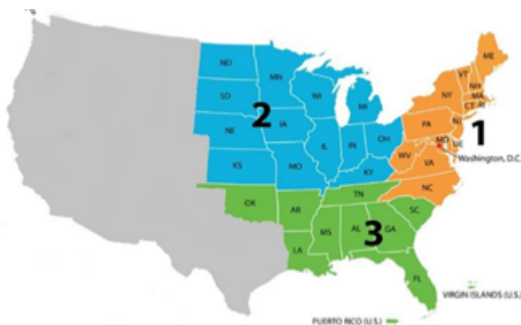 ME
ND
MN
VT
NH
SD
WI
MI
NY
MA
CT
RI
NE
2
IA
PA
NJ
1
IL
IN
OH
MD
DE
WV
Washington, D.C.
KS
MO
KY
VA
NC
TN
OK
AR
SC
MS
AL
GA
3
LA
FL
VIRGIN ISLANDS (U.S.)
PUERTO RICO (U.S.)